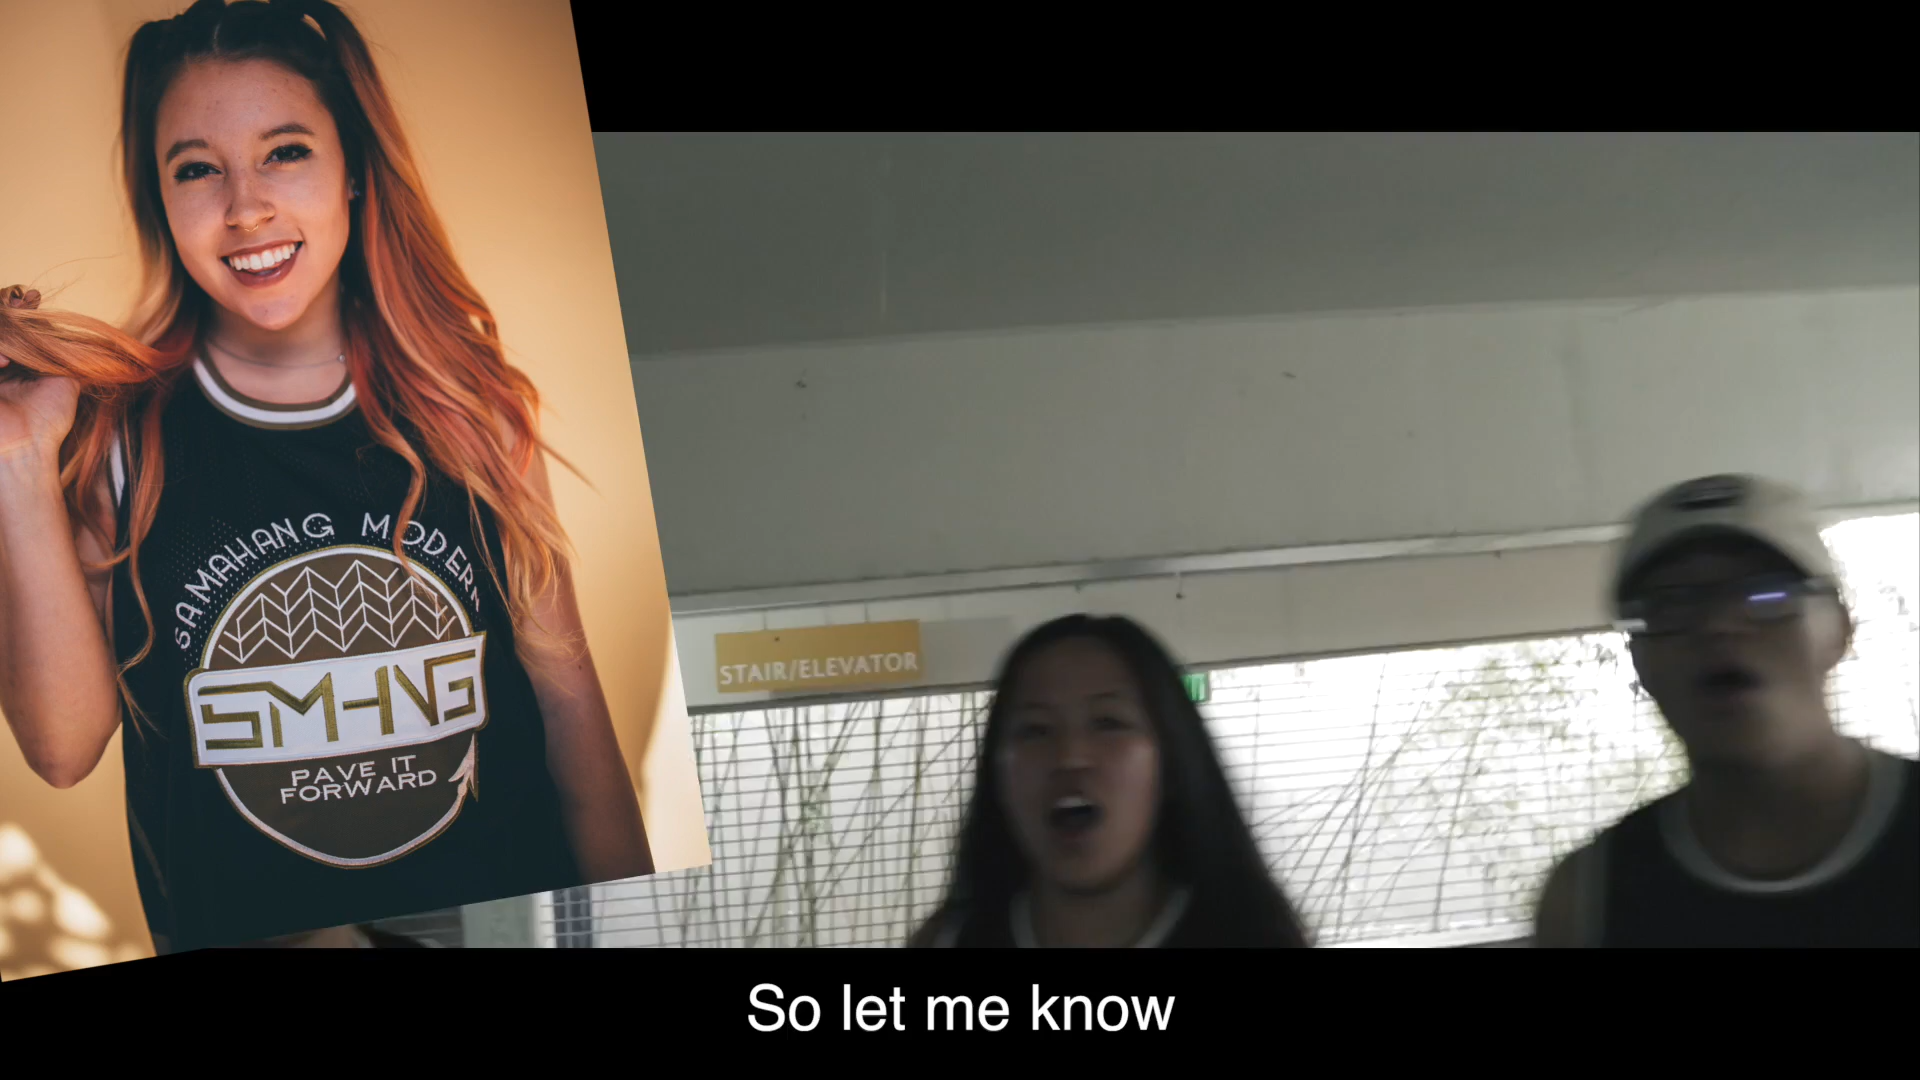 SAMAHANG MODERN
SMHNG
PAVE IT
FORWARD
STAIR/ELEVATOR
So let me know